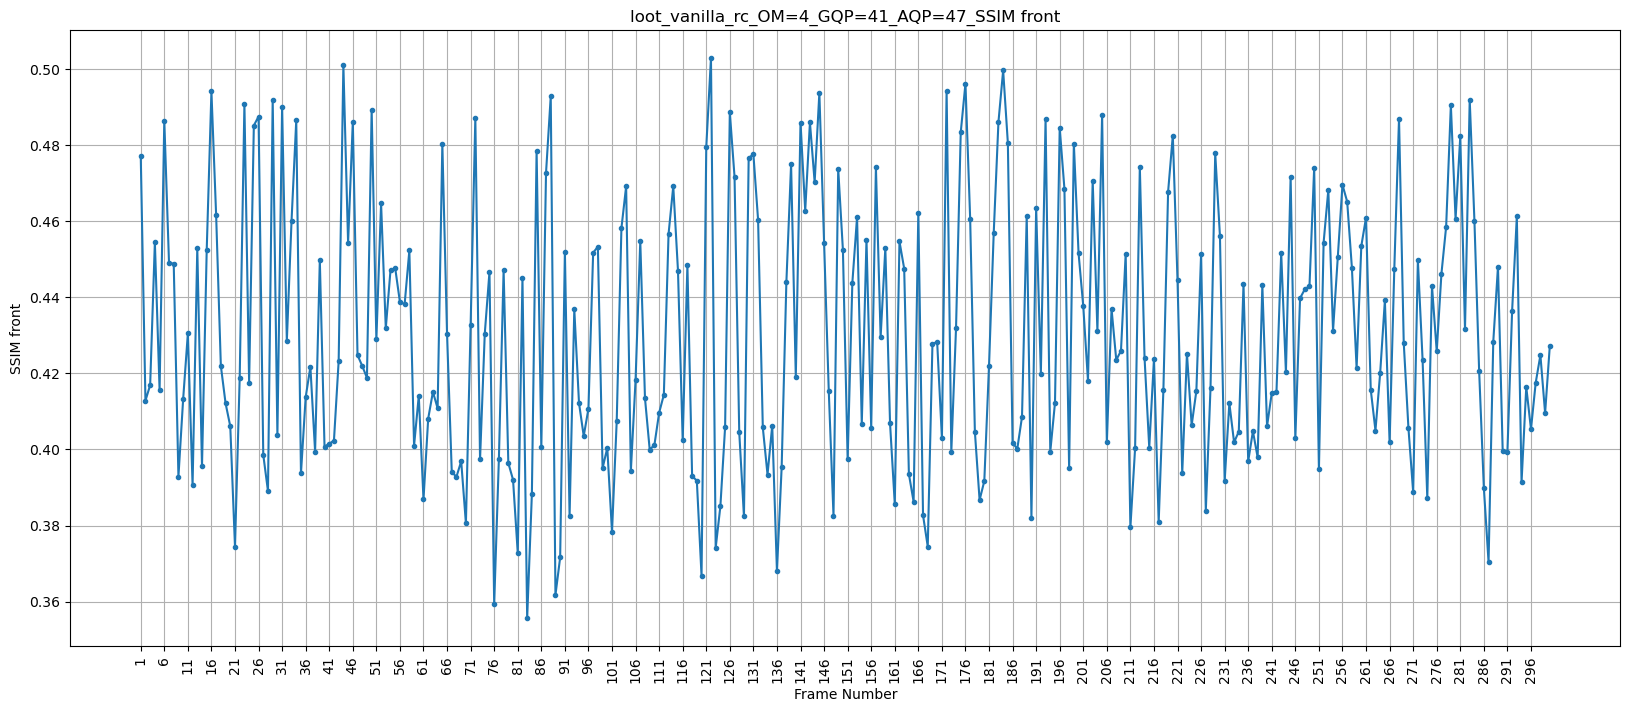 loot_vanilla_rc_OM=4_GQP=41_AQP=47_SSIM front
SSIM front
0.50
0.48
0.46
0.44
0.42
0.40
0.38
0.36
1 6 11 16 21 26 31 36 41 46 51 56 61 66 71 76 81 86 91 96 101 106 111 116 121 126 131 136 141 146 151 156 161 166 171 176 181 186 191 196 201 206 211 216 221 226 231 236 241 246 251 256 261 266 271 276 281 286 291 296
Frame Number